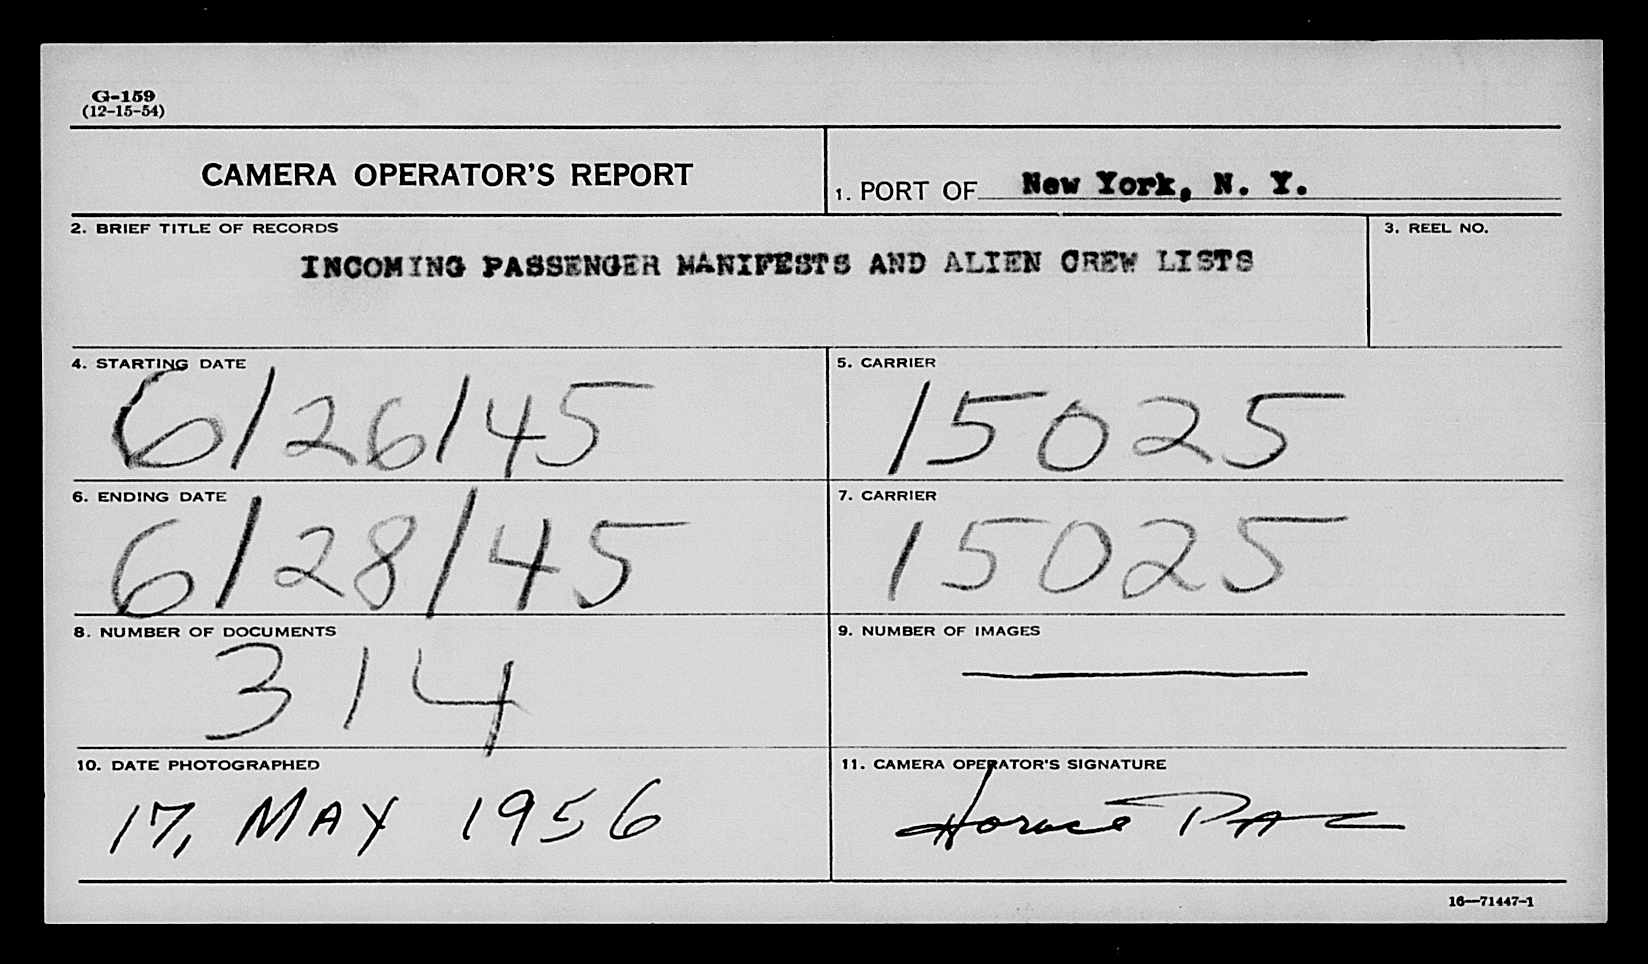 G-159
(12-15-54)
CAMERA OPERATOR'S REPORT
1. PORT OF New York, N. Y.
2. BRIEF TITLE OF RECORDS
3. REEL NO.
INCOMING PASSENGER MANIFESTS AND ALIEN CREW LISTS
4. STARTING DATE
5. CARRIER
6/26/45
15025
6. ENDING DATE
7. CARRIER
6/28/45
15025
8. NUMBER OF DOCUMENTS
9. NUMBER OF IMAGES
314
10. DATE PHOTOGRAPHED
11. CAMERA OPERATOR'S SIGNATURE
17, MAY 1956
Horace
16—71447-1